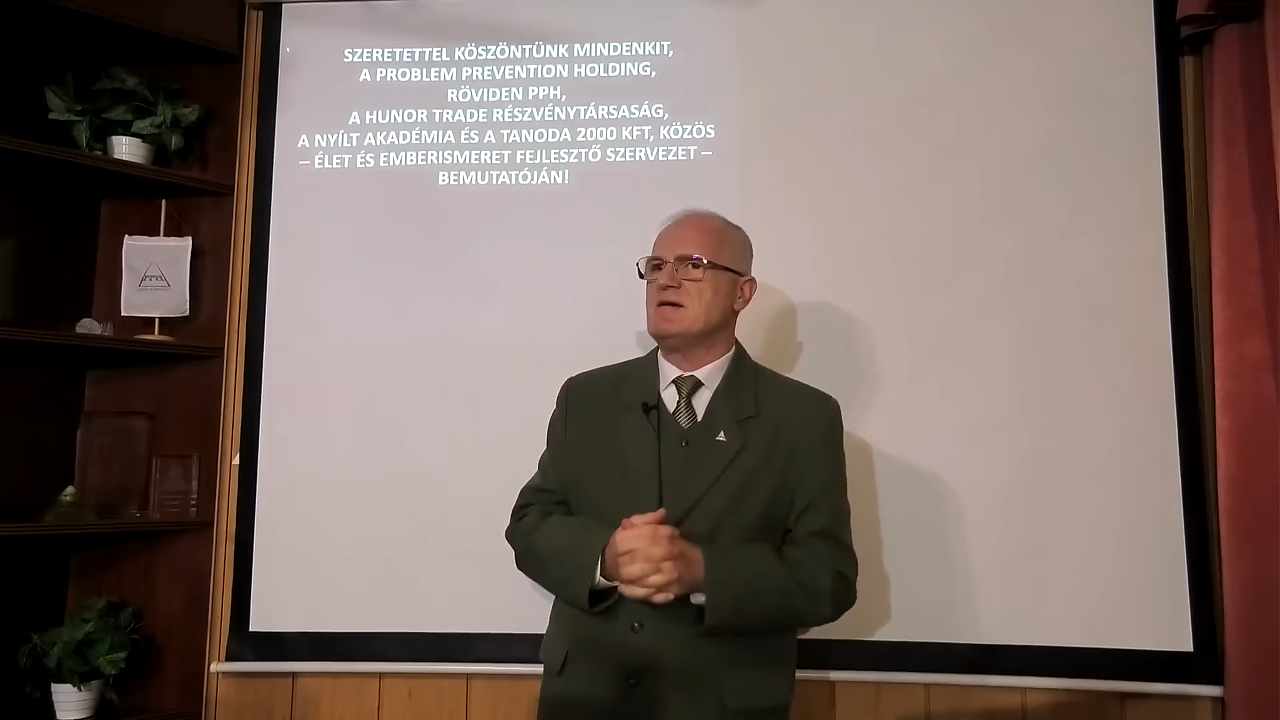 SZERETETTEL KÖSZÖNTÜNK MINDENKIT,
A PROBLEM PREVENTION HOLDING,
RÖVIDEN PPH,
A HUNOR TRADE RÉSZVÉNYTÁRSASÁG,
A NYÍLT AKADÉMIA ÉS A TANODA 2000 KFT, KÖZÖS
– ÉLET ÉS EMBERISMERET FEJLESZTŐ SZERVEZET –
BEMUTATÓJÁN!